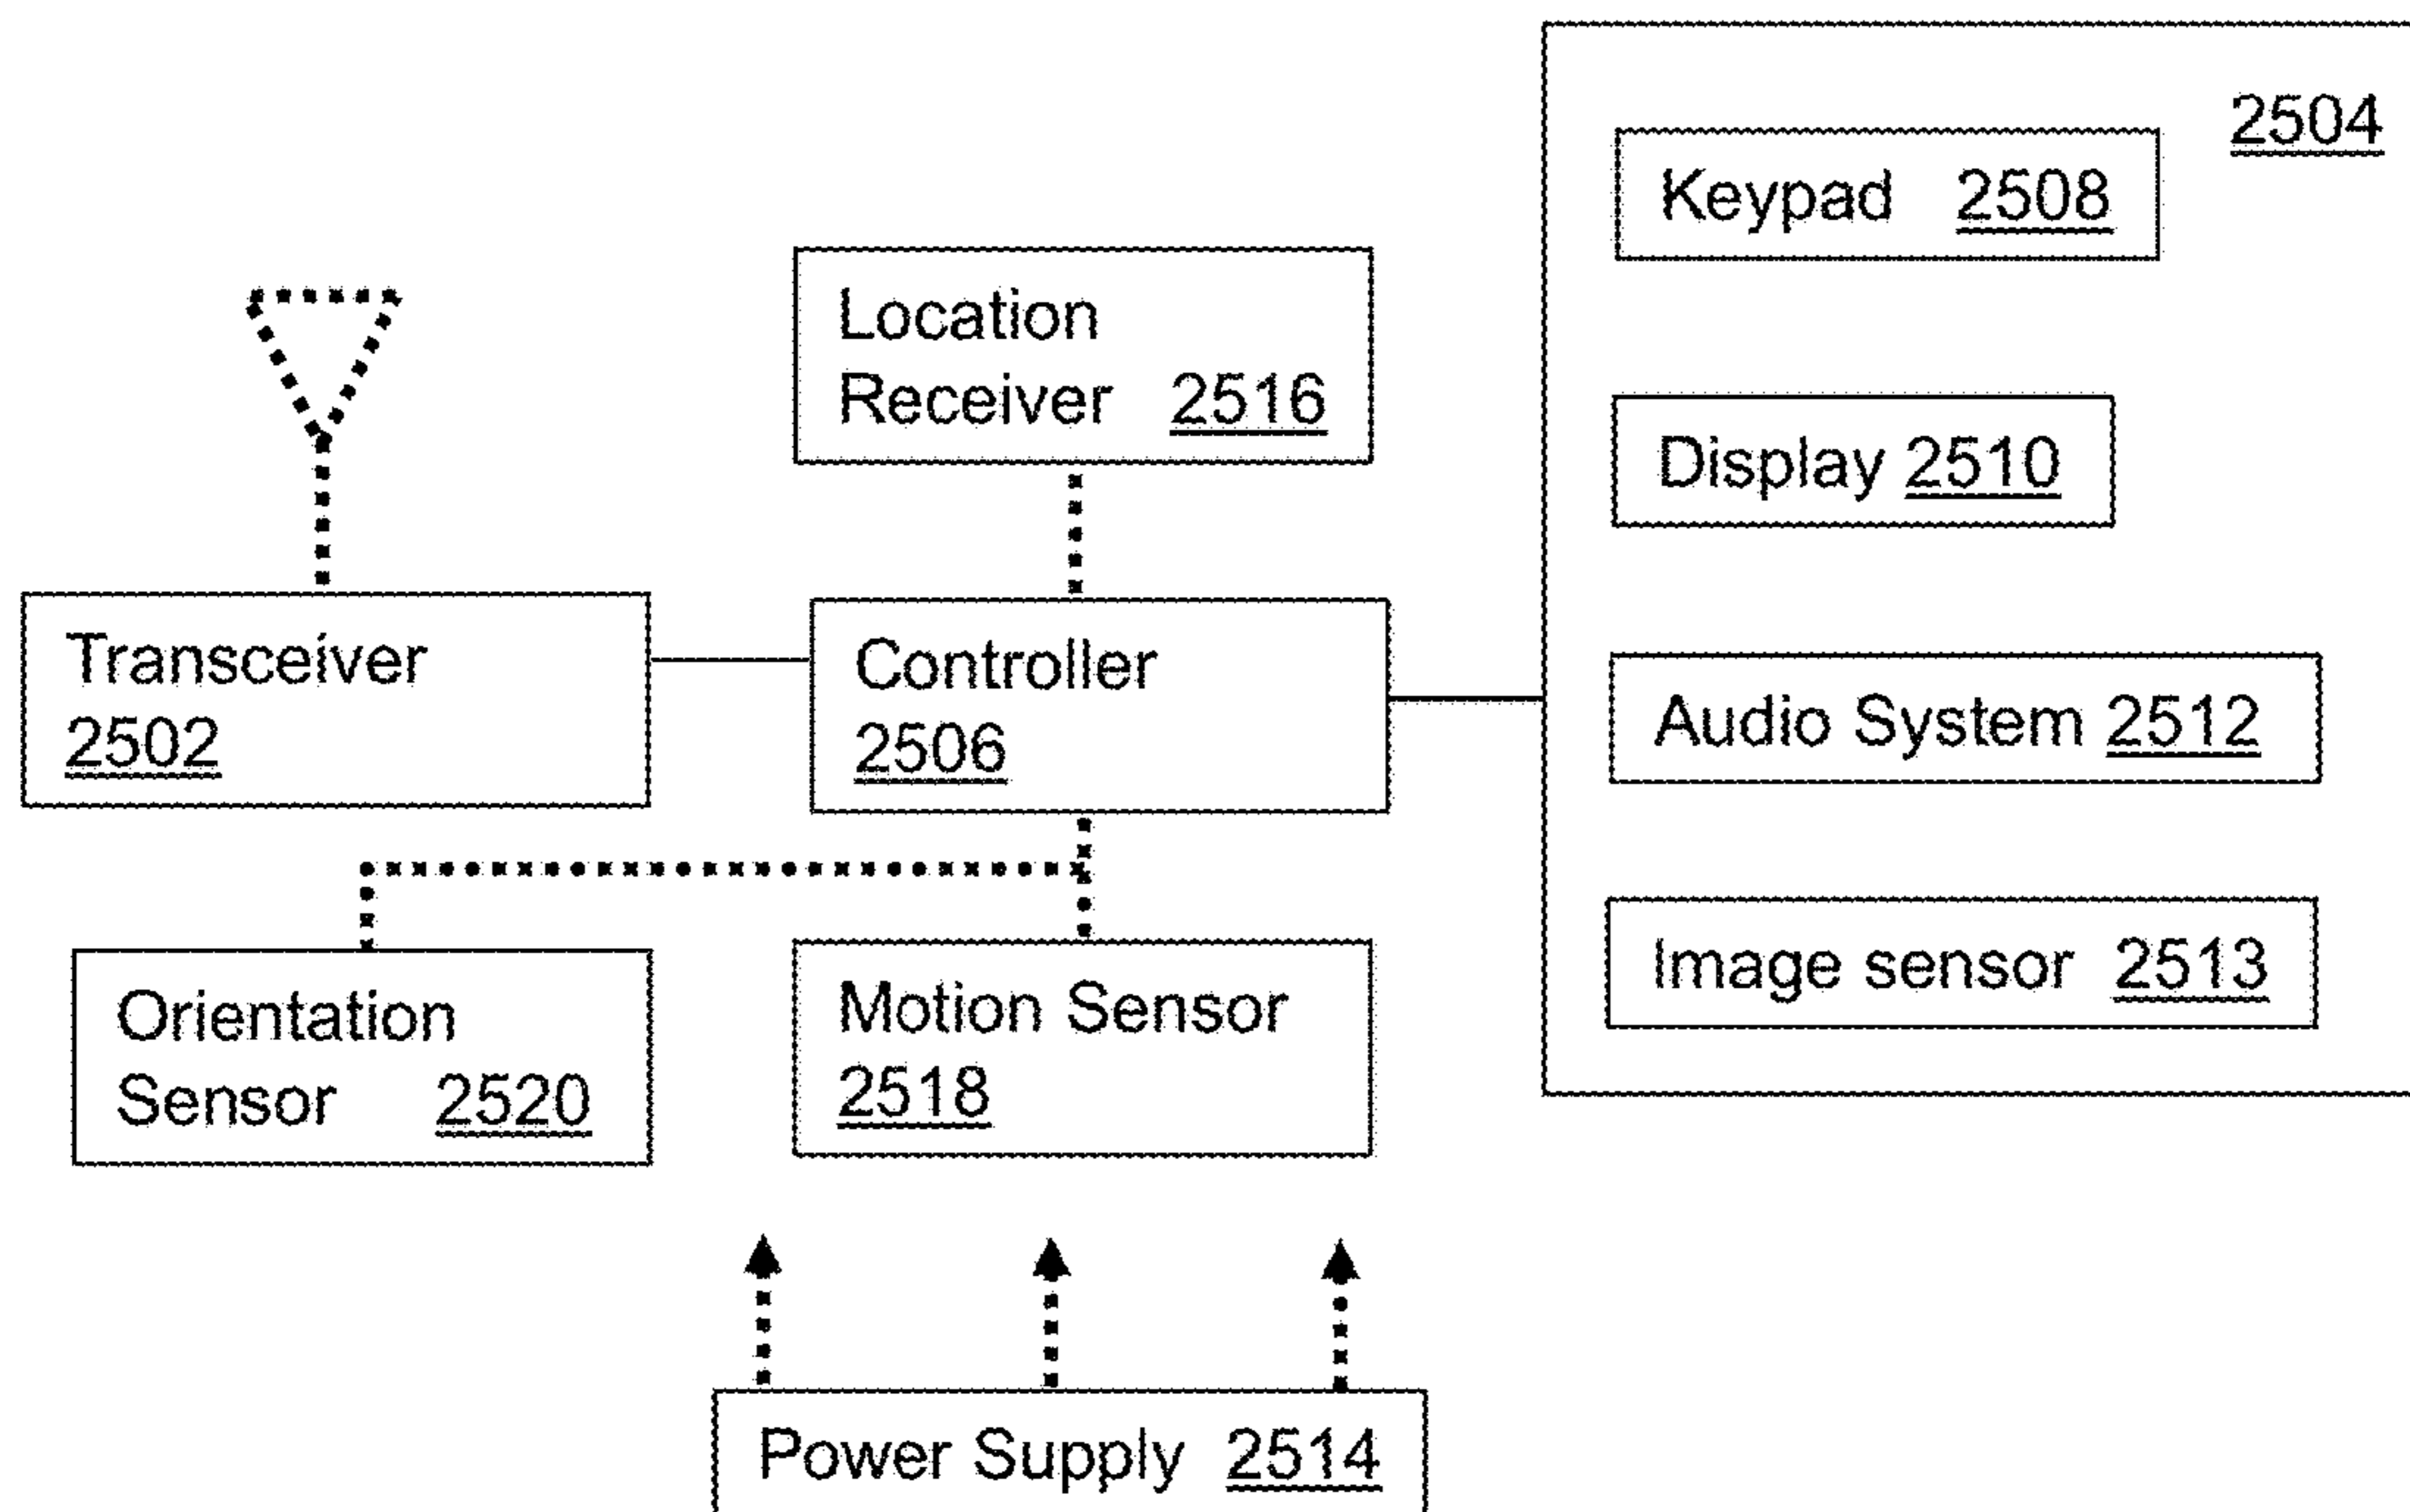 2504
Keypad 2508
Location
Receiver 2516
Display 2510
Transceiver
2502
Controller
2506
Audio System 2512
Image sensor 2513
Orientation
Sensor 2520
Motion Sensor
2518
Power Supply 2514